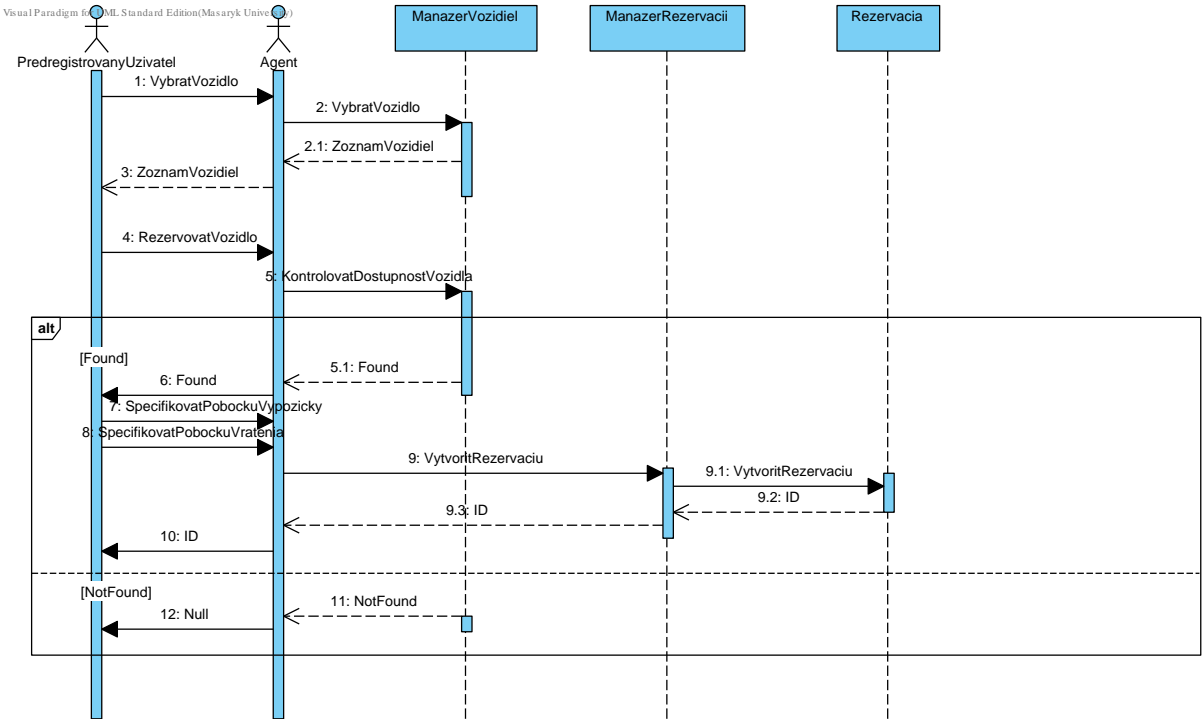 Visual Paradigm for UML Standard Edition(Masaryk University)
PredregistrovanyUzivatel
Agent
ManazerVozidiel
ManazerRezervacii
Rezervacia
1: VybratVozidlo
2: VybratVozidlo
2.1: ZoznamVozidiel
3: ZoznamVozidiel
4: RezervovatVozidlo
5: KontrolovatDostupnostVozidla
alt
[Found]
5.1: Found
6: Found
7: SpecifikovatPobockuVypozicky
8: SpecifikovatPobockuVratenia
9: VytvoritRezervaciu
9.1: VytvoritRezervaciu
9.2: ID
9.3: ID
10: ID
[NotFound]
11: NotFound
12: Null